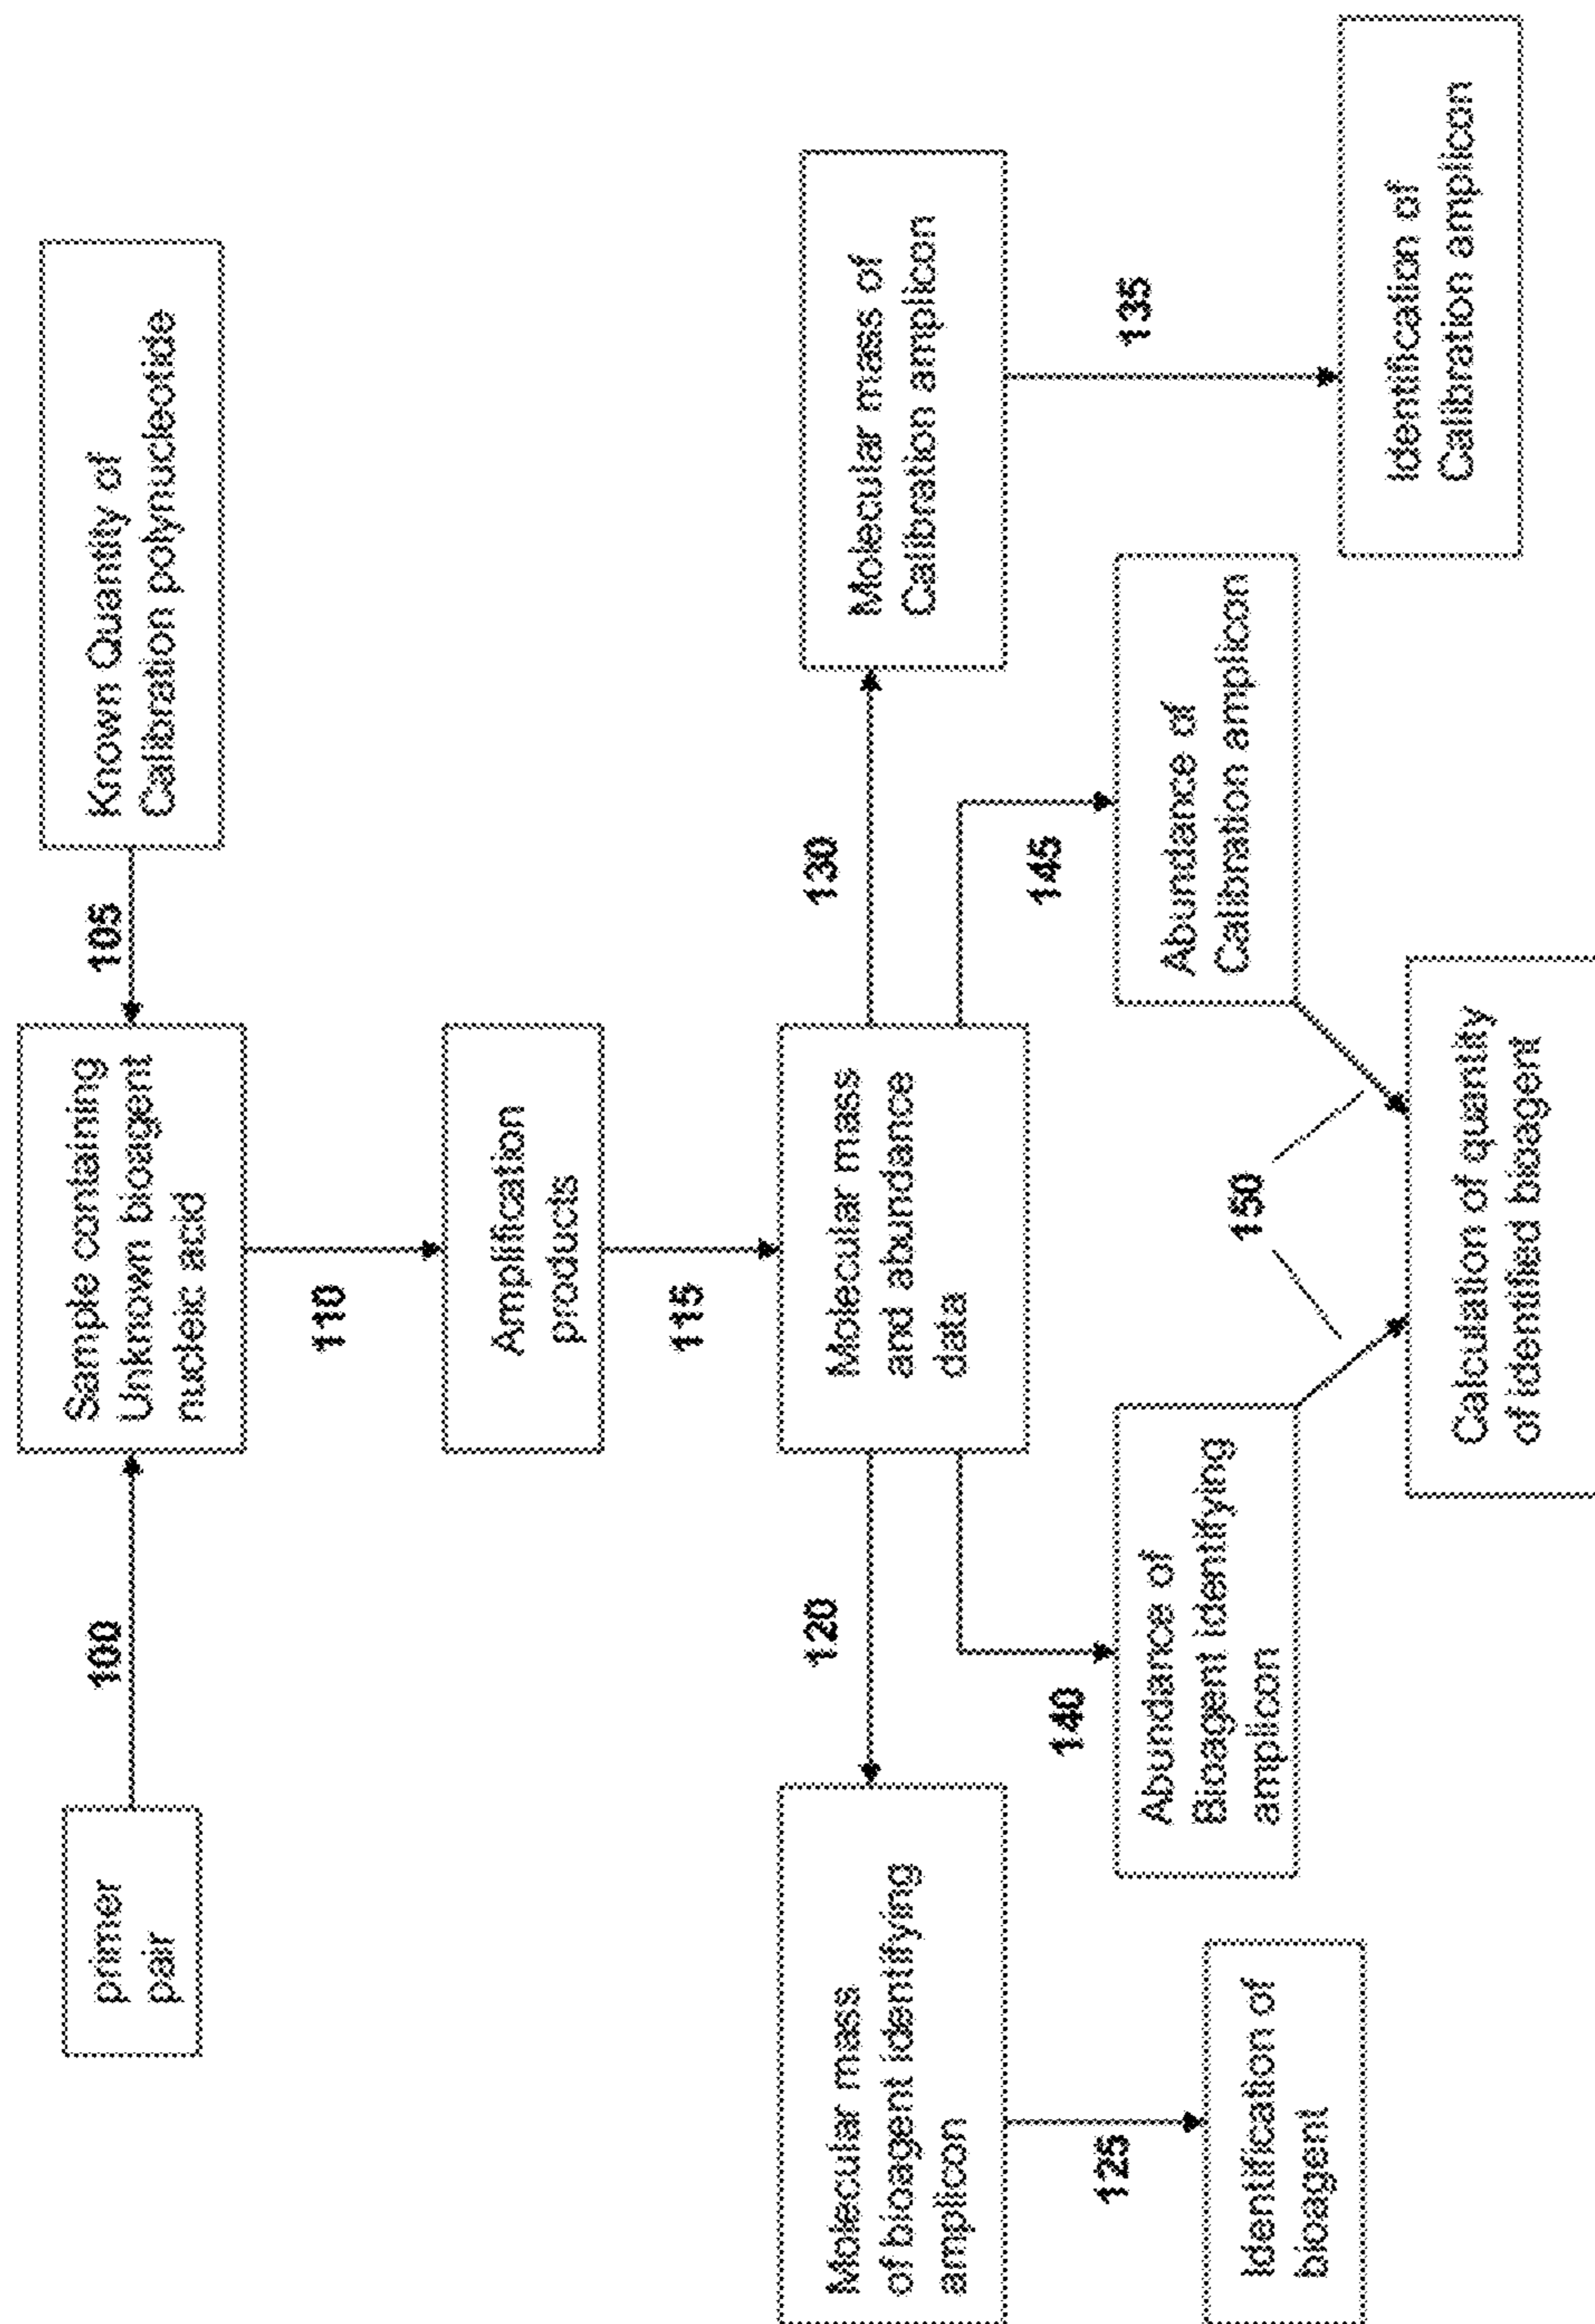 primer
pair
100
Sample containing
Unknown bioagent
nucleic acid
105
Known Quantity of
Calibration polynucleotide
110
Amplification
products
115
Molecular mass
and abundance
data
120
130
Molecular mass
of bioagent identifying
amplicon
Molecular mass of
Calibration amplicon
140
145
125
135
Abundance of
Bioagent identifying
amplicon
Abundance of
Calibration amplicon
150
Identification of
bioagent
Calculation of quantity
of identified bioagent
Identification of
Calibration amplicon